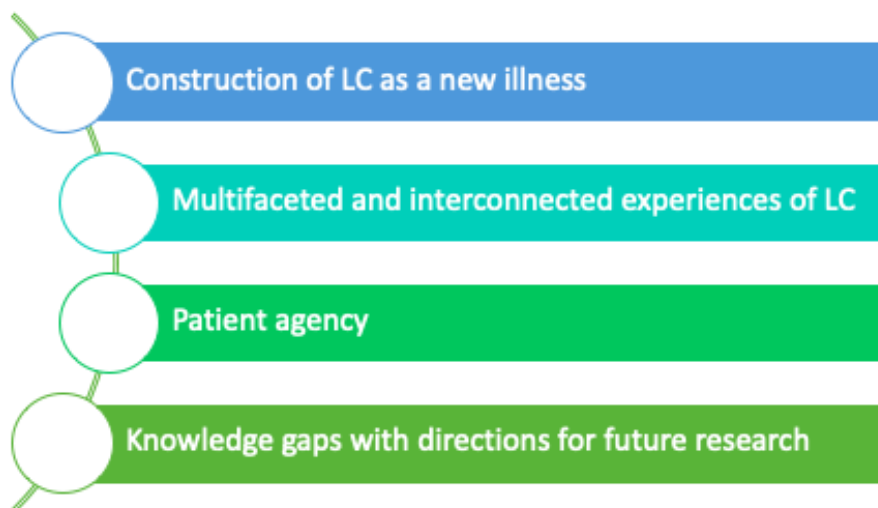 Construction of LC as a new illness
Multifaceted and interconnected experiences of LC
Patient agency
Knowledge gaps with directions for future research